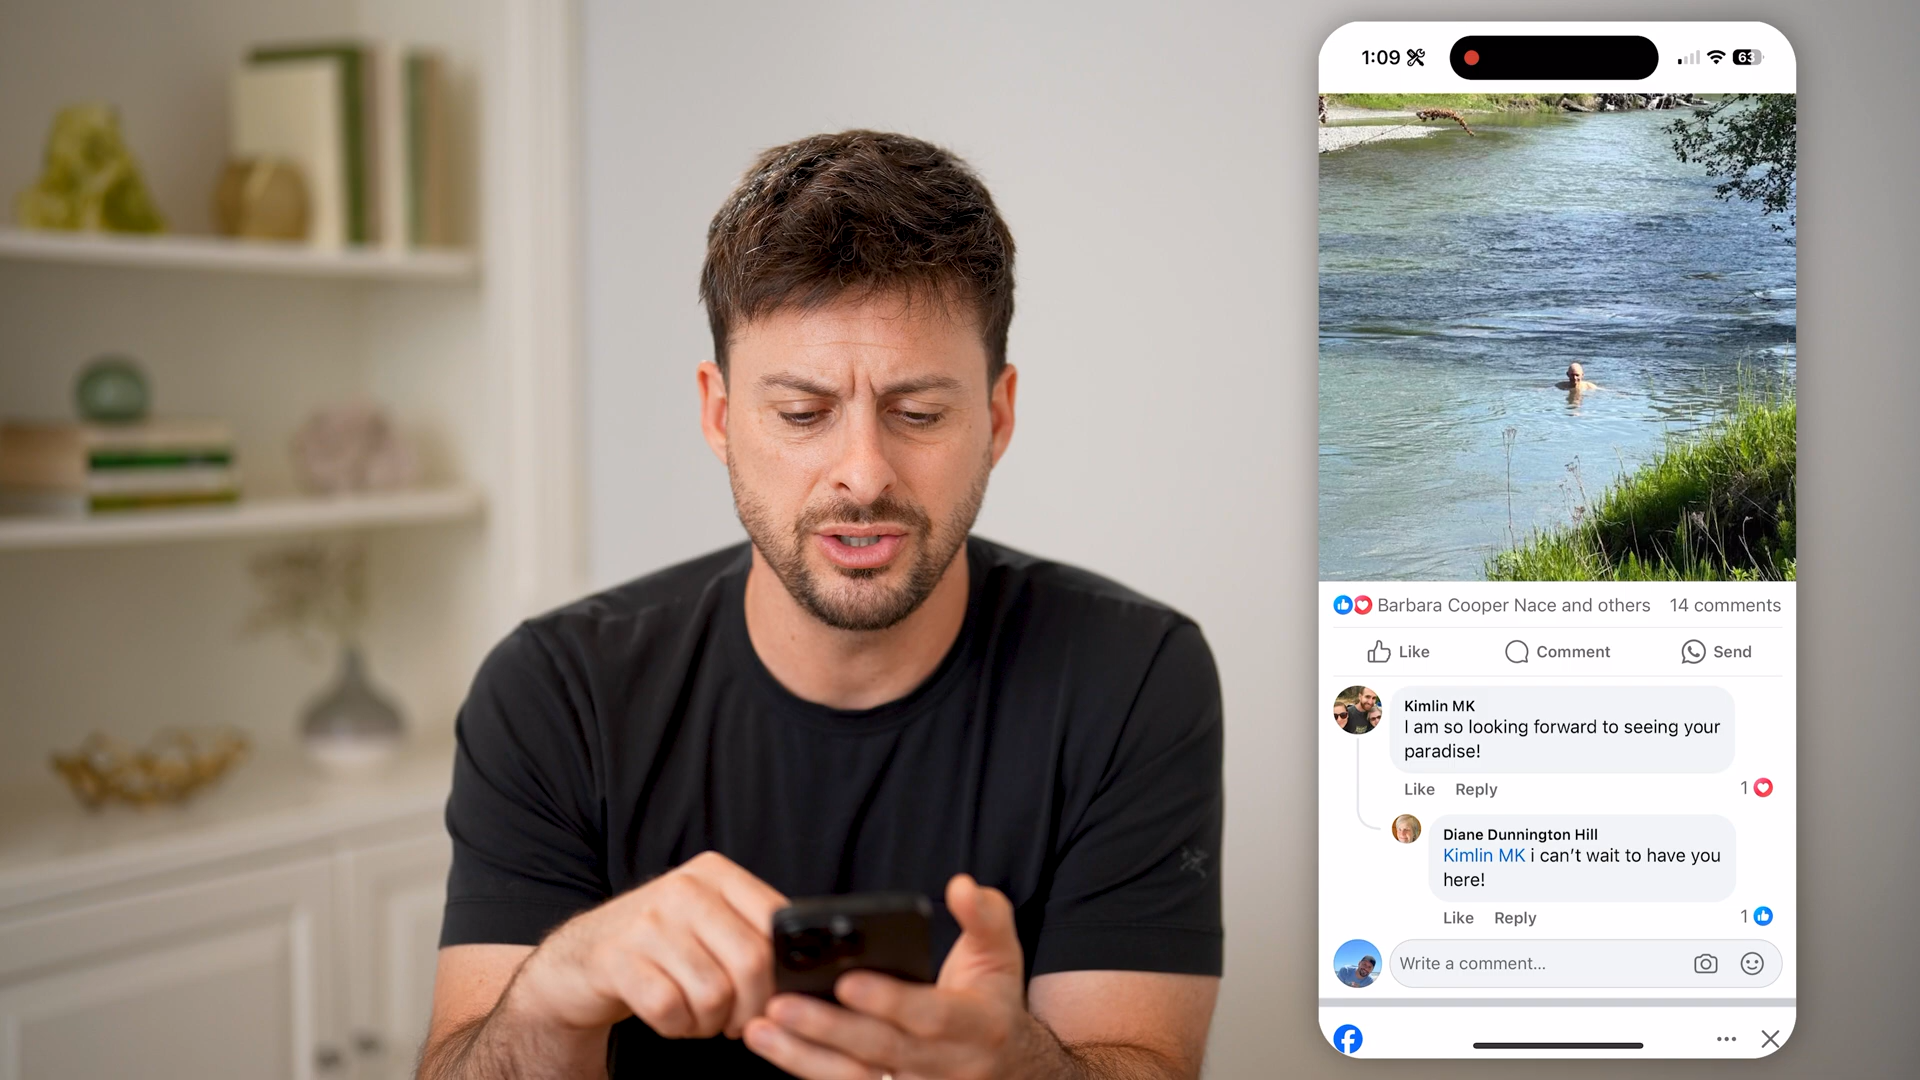 1:09
63
Barbara Cooper Nace and others 14 comments
Like Comment Send
Kimlin MK
I am so looking forward to seeing your
paradise!
Like Reply 1
Diane Dunnington Hill
Kimlin MK i can't wait to have you
here!
Like Reply 1
Write a comment...